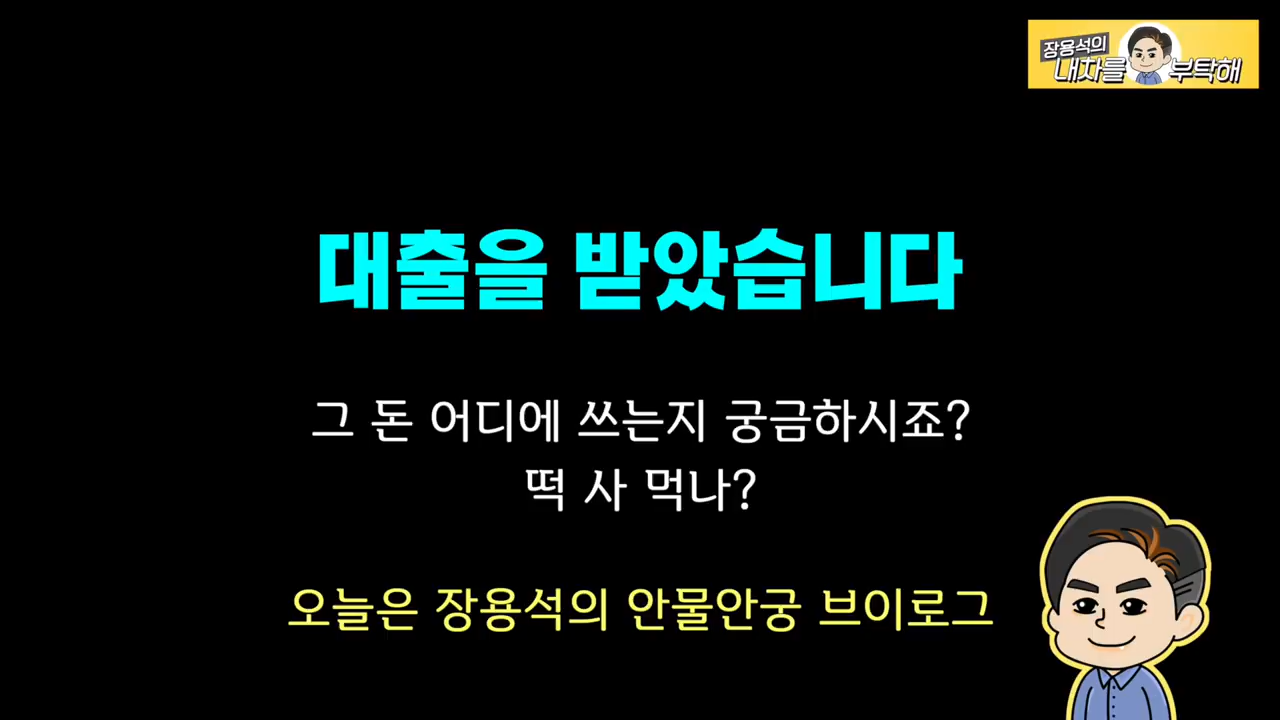 장용석의
내차를 부탁해
대출을 받았습니다
그 돈 어디에 쓰는지 궁금하시죠?
떡 사 먹나?
오늘은 장용석의 안물안궁 브이로그